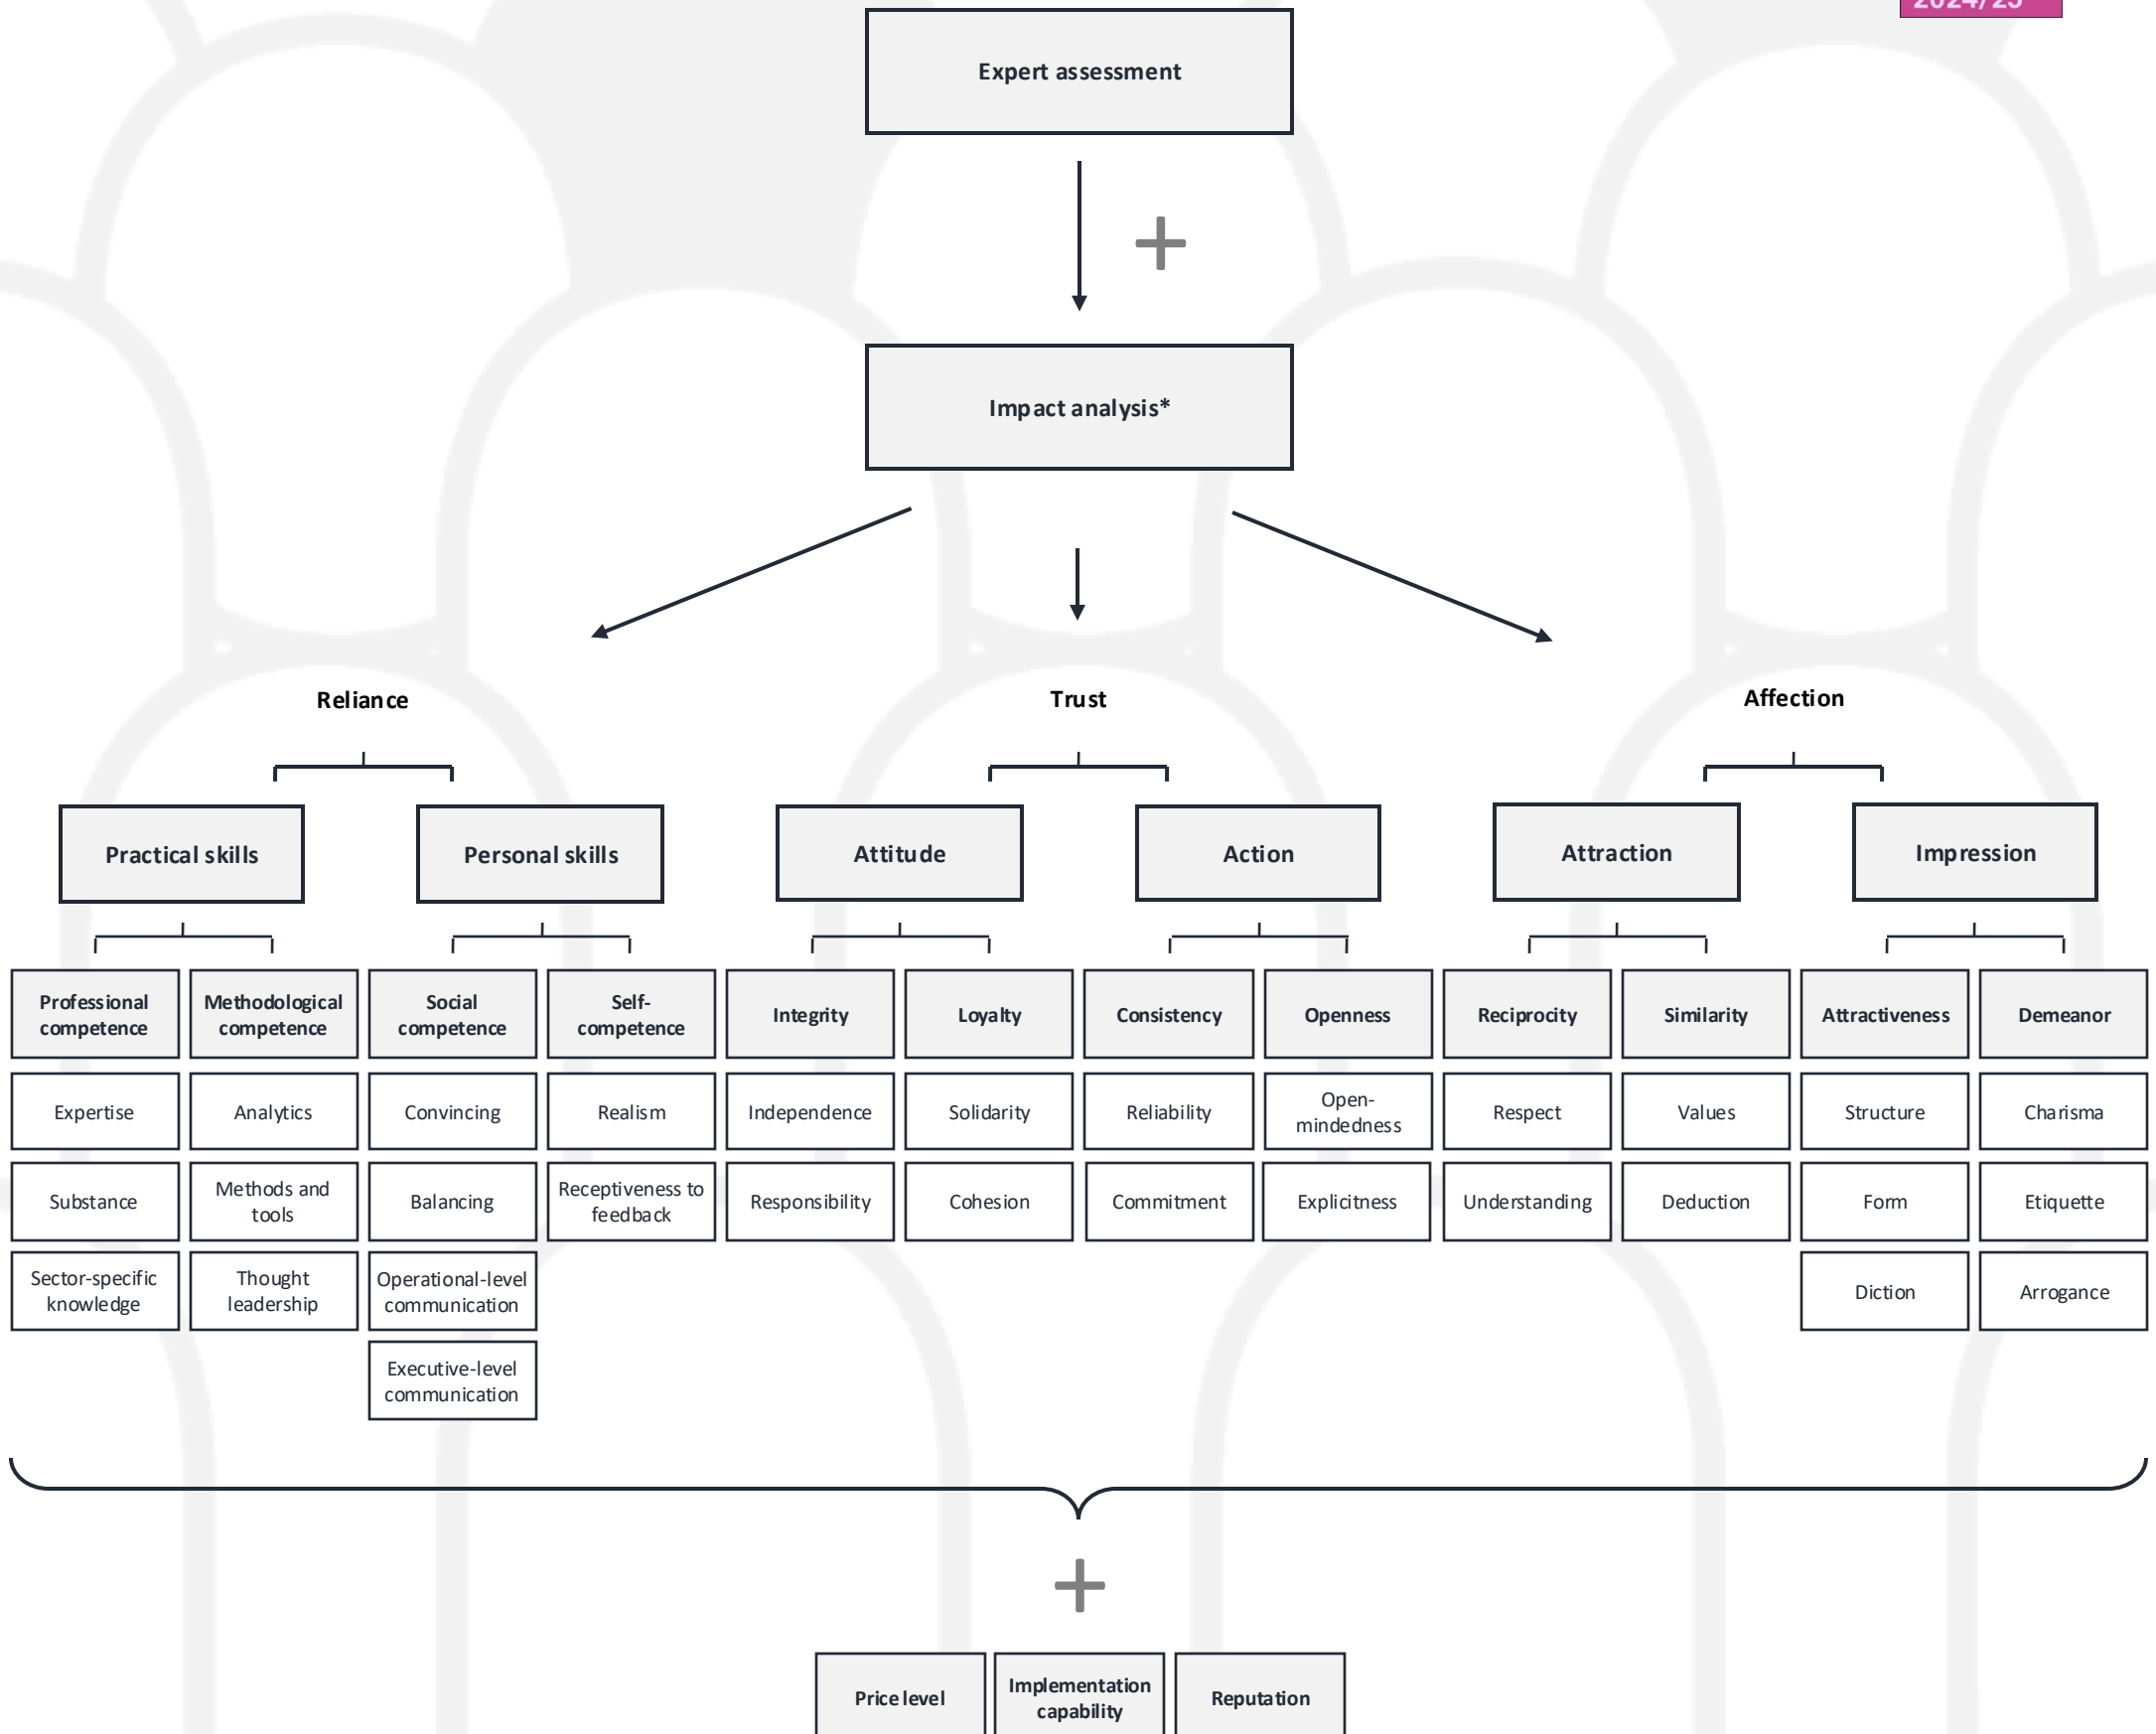 2024/25
Expert assessment
+
Impact analysis*
Reliance
Trust
Affection
Practical skills
Personal skills
Attitude
Action
Attraction
Impression
Professional
competence
Methodological
competence
Social
competence
Self-
competence
Integrity
Loyalty
Consistency
Openness
Reciprocity
Similarity
Attractiveness
Demeanor
Expertise
Analytics
Convincing
Realism
Independence
Solidarity
Reliability
Open-
mindedness
Respect
Values
Structure
Charisma
Substance
Methods and
tools
Balancing
Receptiveness to
feedback
Responsibility
Cohesion
Commitment
Explicitness
Understanding
Deduction
Form
Etiquette
Sector-specific
knowledge
Thought
leadership
Operational-level
communication
Diction
Arrogance
Executive-level
communication
+
Price level
Implementation
capability
Reputation